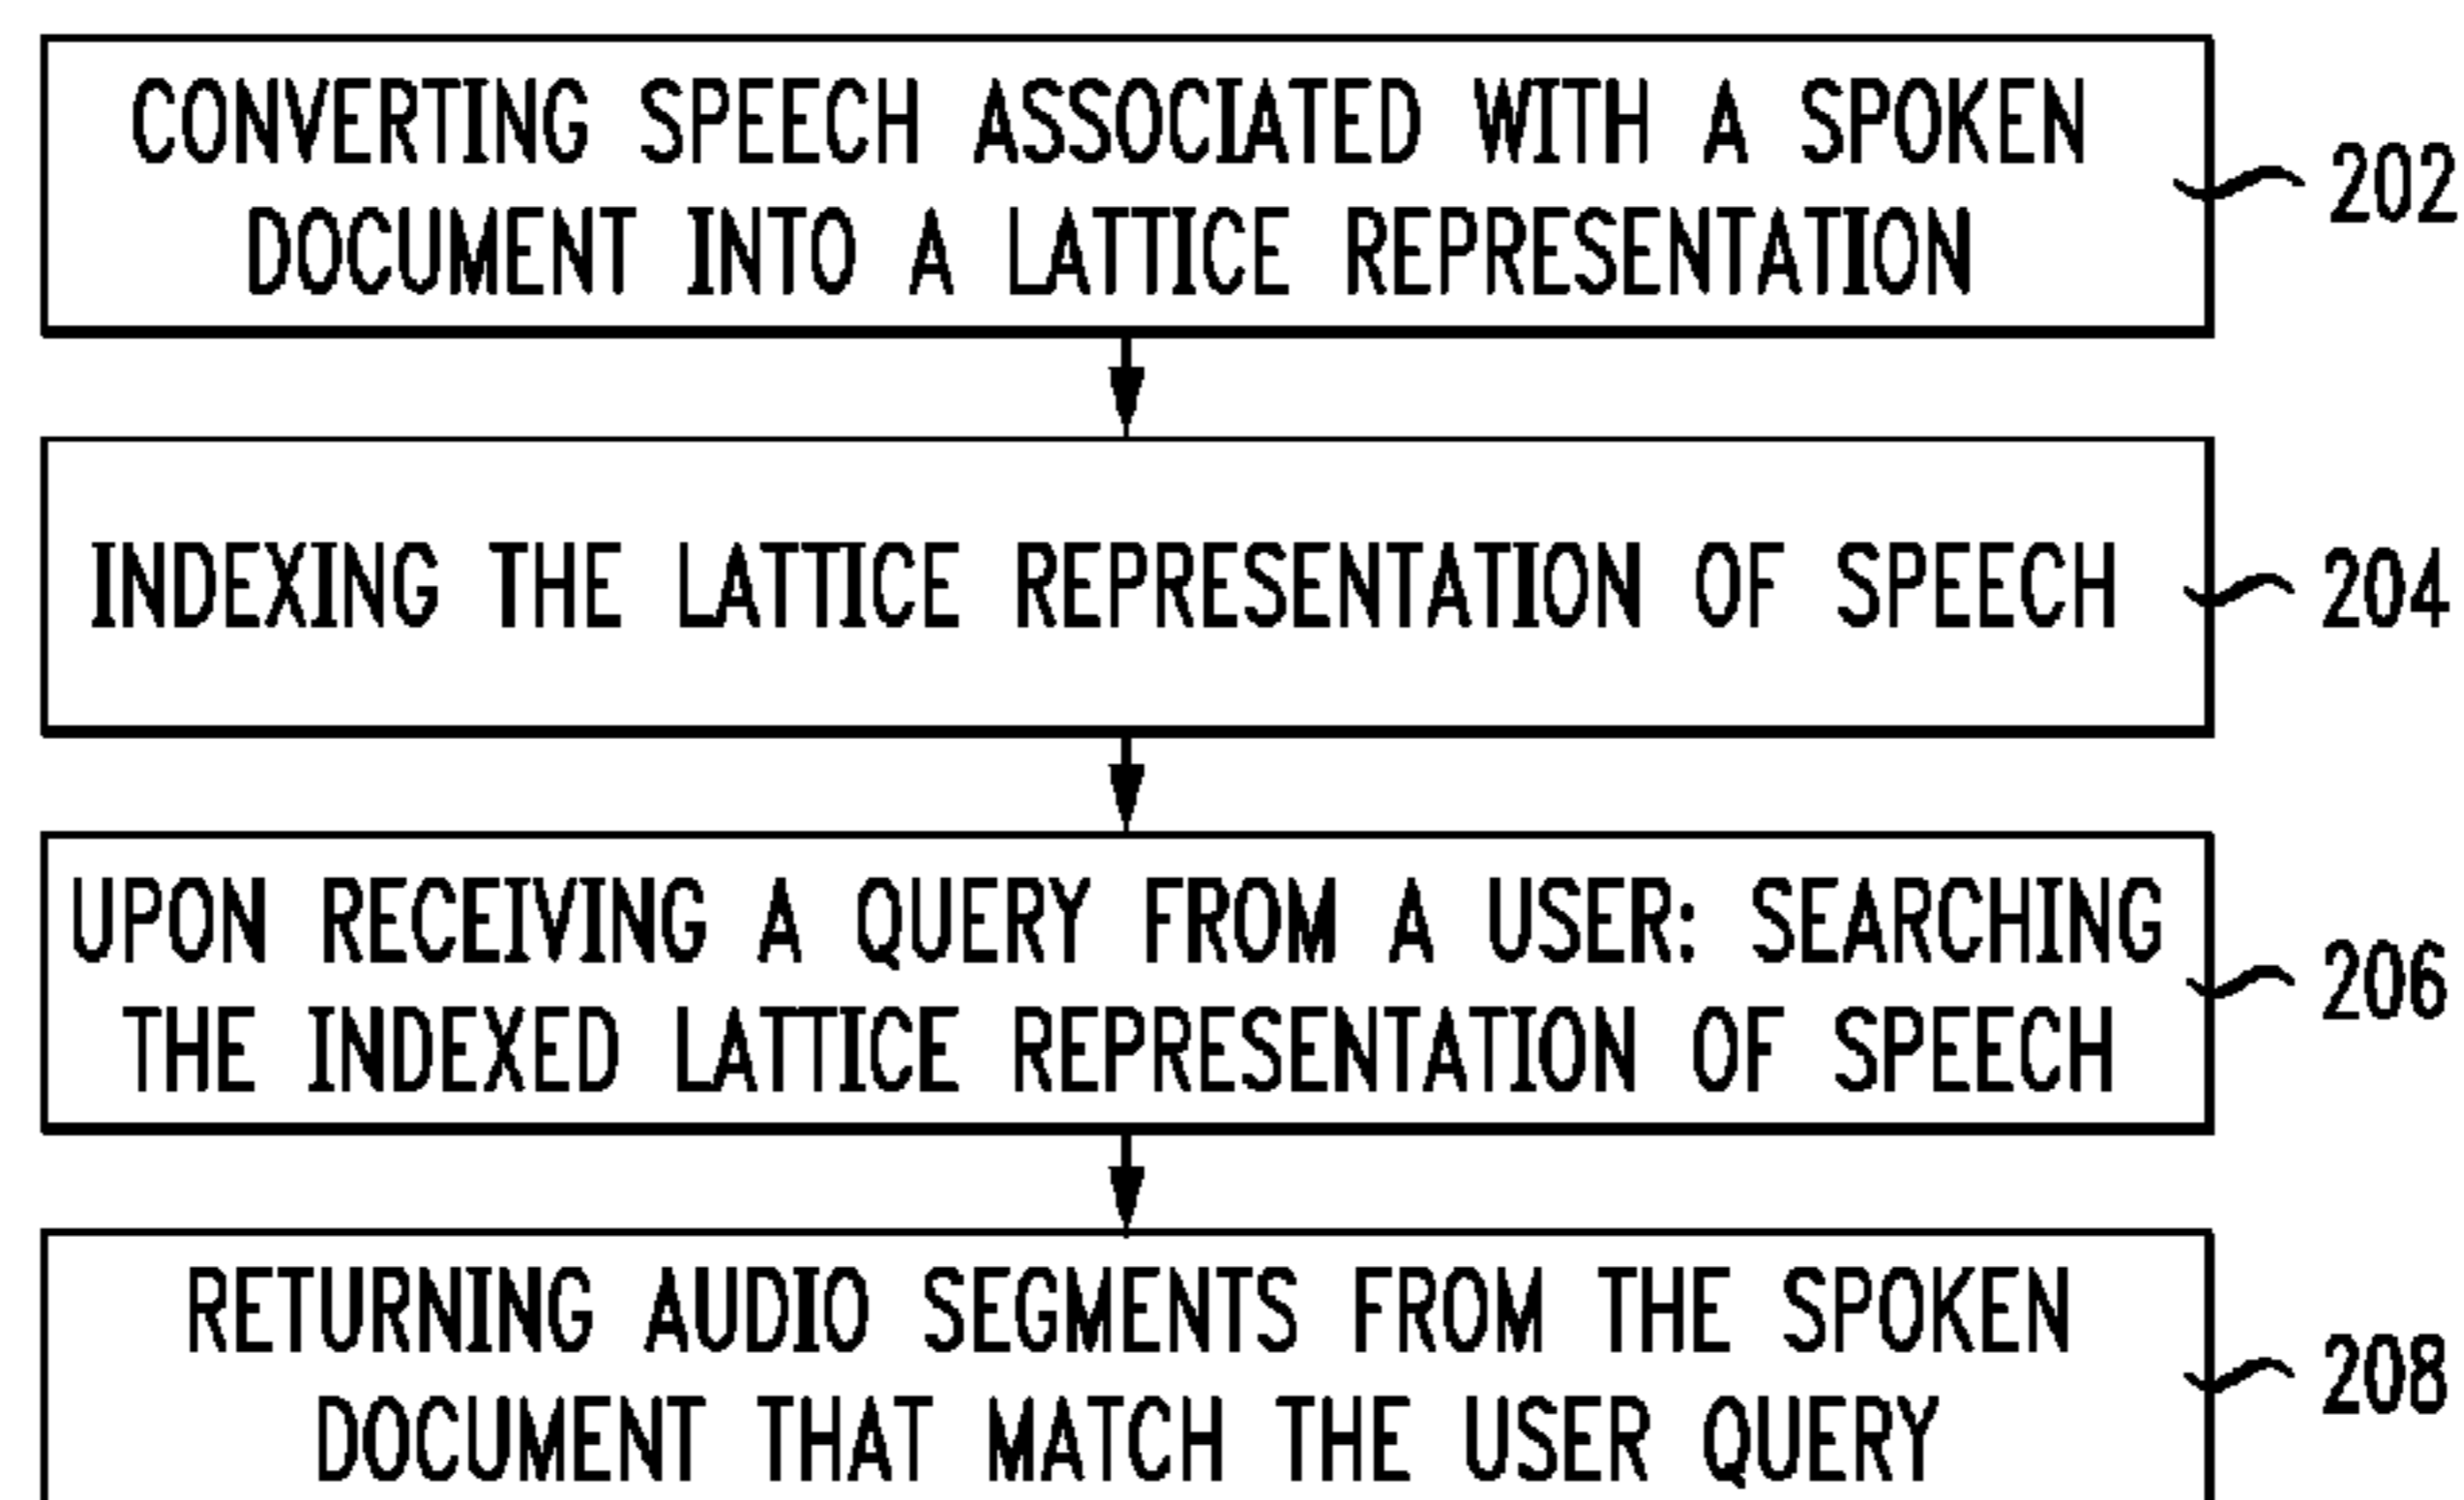 CONVERTING SPEECH ASSOCIATED WITH A SPOKEN
DOCUMENT INTO A LATTICE REPRESENTATION
202
INDEXING THE LATTICE REPRESENTATION OF SPEECH
204
UPON RECEIVING A QUERY FROM A USER: SEARCHING
THE INDEXED LATTICE REPRESENTATION OF SPEECH
206
RETURNING AUDIO SEGMENTS FROM THE SPOKEN
DOCUMENT THAT MATCH THE USER QUERY
208